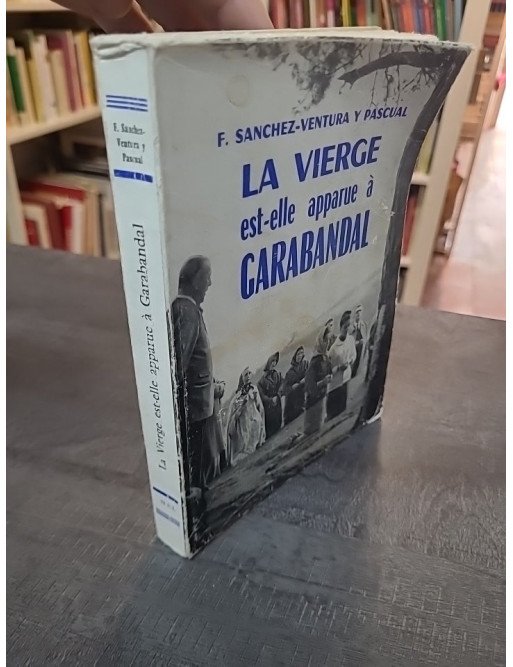 F. Sanchez-
Ventura y
Pascual
La Vierge est-elle apparue à Garabandal
N.E.L.
F. SANCHEZ-VENTURA Y PASCUAL
LA VIERGE
est-elle apparue à
GARABANDAL